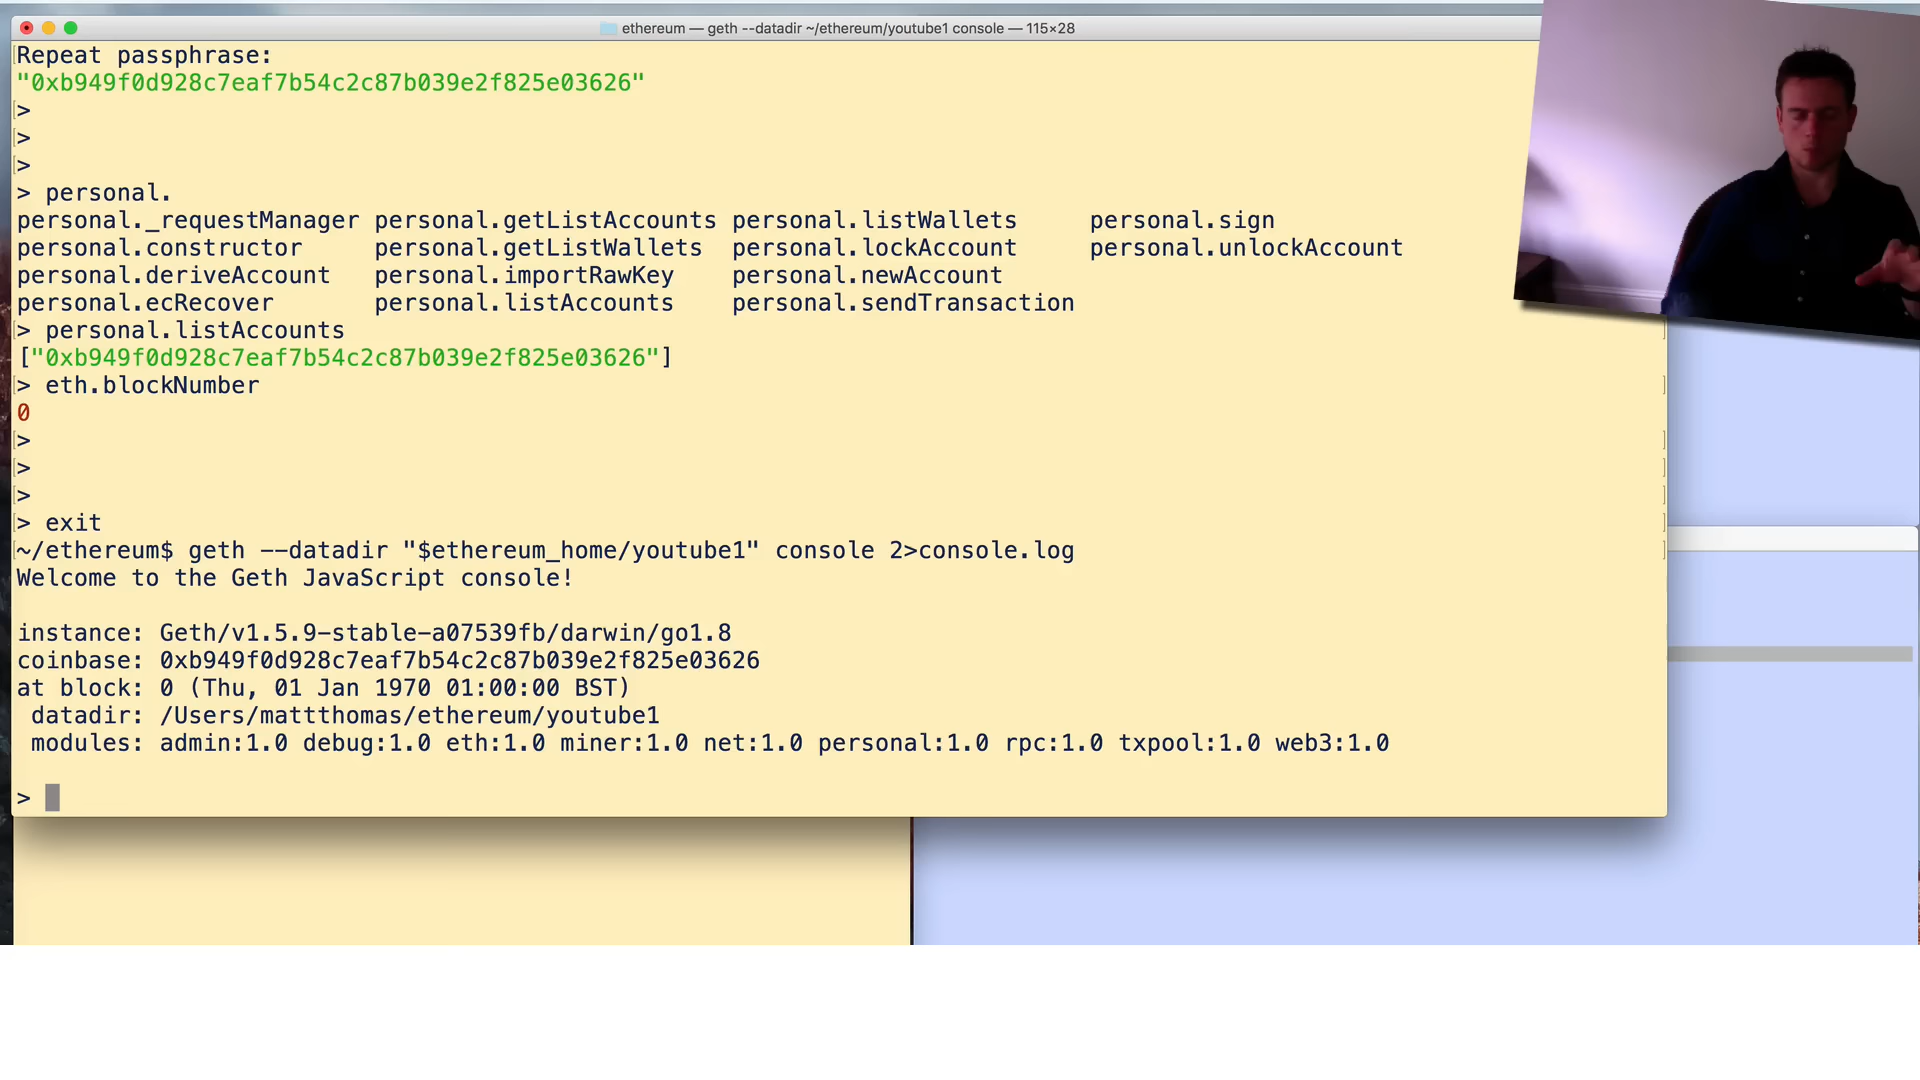 ethereum — geth --datadir ~/ethereum/youtube1 console — 115×28
Repeat passphrase:
"0xb949f0d928c7eaf7b54c2c87b039e2f825e03626"
>
>
>
> personal.
personal._requestManager personal.getListAccounts personal.listWallets personal.sign
personal.constructor personal.getListWallets personal.lockAccount personal.unlockAccount
personal.deriveAccount personal.importRawKey personal.newAccount
personal.ecRecover personal.listAccounts personal.sendTransaction
> personal.listAccounts
["0xb949f0d928c7eaf7b54c2c87b039e2f825e03626"]
> eth.blockNumber
0
>
>
>
> exit
~/ethereum$ geth --datadir "$ethereum_home/youtube1" console 2>console.log
Welcome to the Geth JavaScript console!
instance: Geth/v1.5.9-stable-a07539fb/darwin/go1.8
coinbase: 0xb949f0d928c7eaf7b54c2c87b039e2f825e03626
at block: 0 (Thu, 01 Jan 1970 01:00:00 BST)
datadir: /Users/mattthomas/ethereum/youtube1
modules: admin:1.0 debug:1.0 eth:1.0 miner:1.0 net:1.0 personal:1.0 rpc:1.0 txpool:1.0 web3:1.0
>